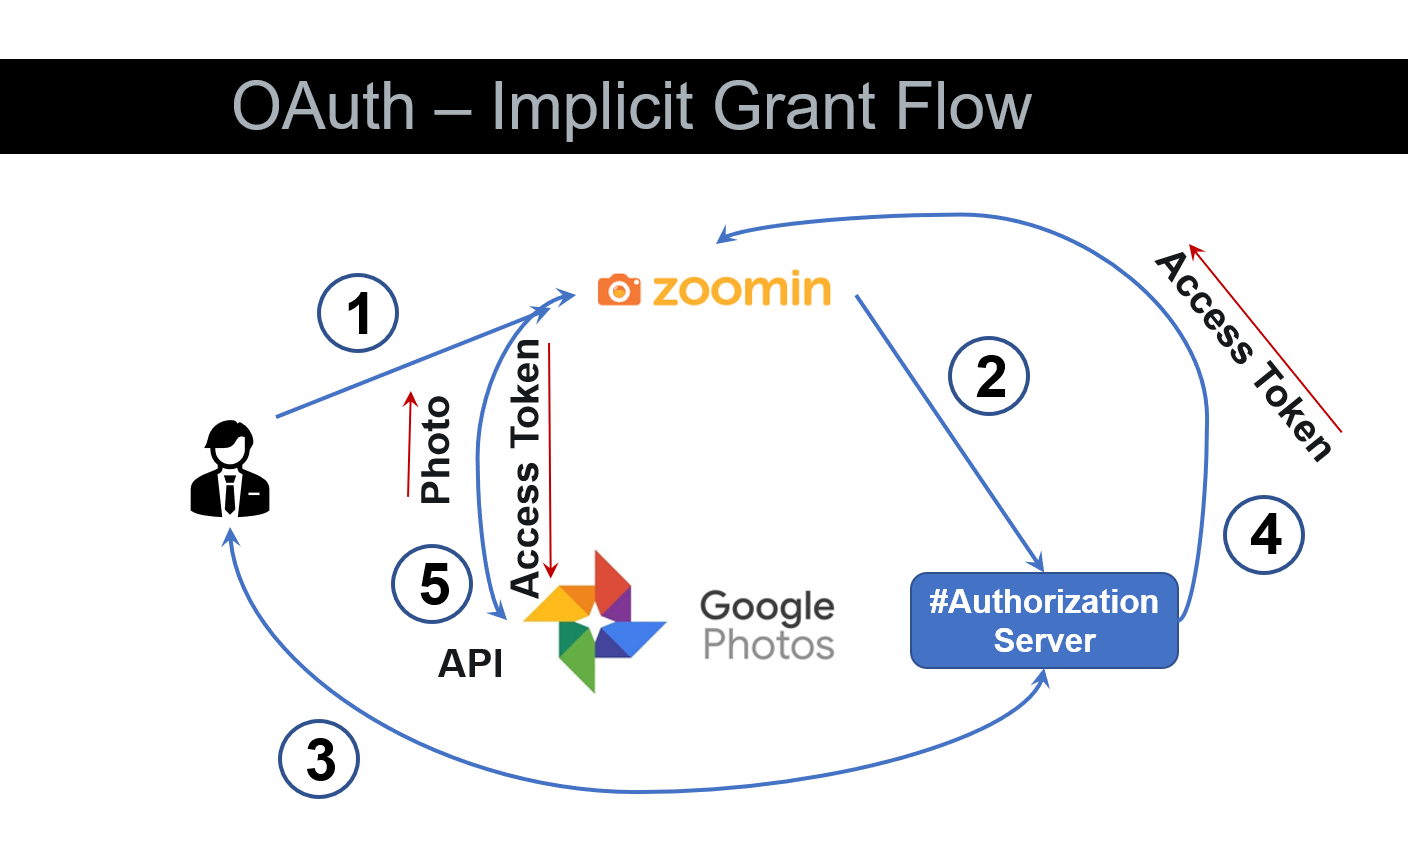 OAuth – Implicit Grant Flow
zoomin
1
2
Access Token
Photo
Access Token
4
5
#Authorization
Server
Google
Photos
API
3